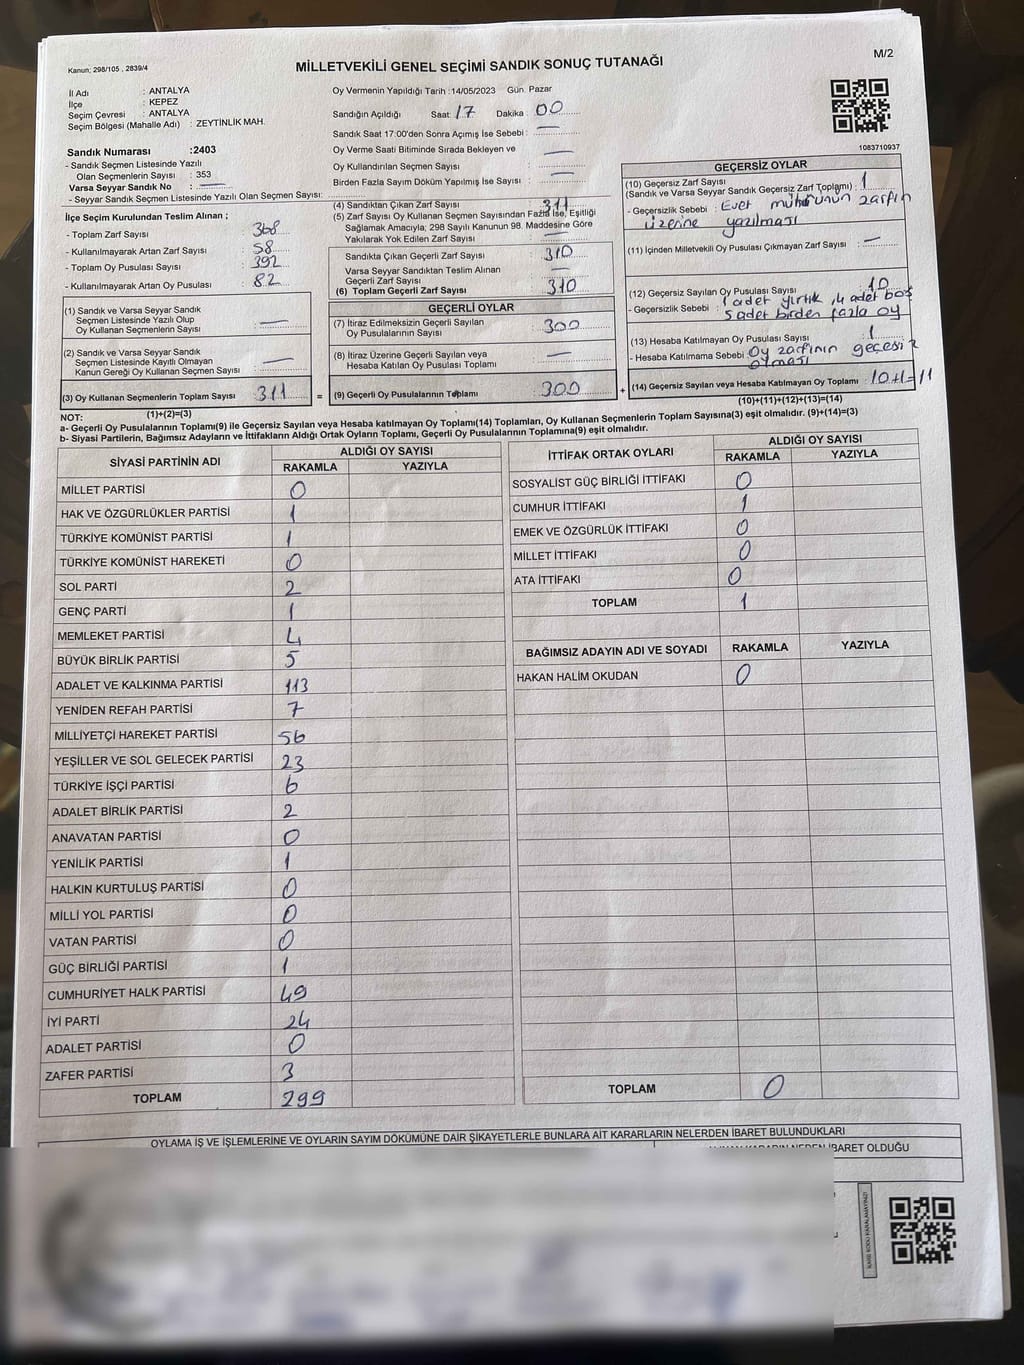 Kanun; 298/105 , 2839/4
MİLLETVEKİLİ GENEL SEÇİMİ SANDIK SONUÇ TUTANAĞI
M/2
İl Adı : ANTALYA
İlçe : KEPEZ
Seçim Çevresi : ANTALYA
Seçim Bölgesi (Mahalle Adı) : ZEYTİNLİK MAH.
Sandık Numarası :2403
- Sandık Seçmen Listesinde Yazılı
Olan Seçmenlerin Sayısı : 353
Varsa Seyyar Sandık No : —
- Seyyar Sandık Seçmen Listesinde Yazılı Olan Seçmen Sayısı:
İlçe Seçim Kurulundan Teslim Alınan ;
- Toplam Zarf Sayısı : 368
- Kullanılmayarak Artan Zarf Sayısı : 58
- Toplam Oy Pusulası Sayısı : 392
- Kullanılmayarak Artan Oy Pusulası : 82
Oy Vermenin Yapıldığı Tarih :14/05/2023 Gün: Pazar
Sandığın Açıldığı Saat: 17 Dakika : 00
Sandık Saat 17:00'den Sonra Açımış İse Sebebi : —
Oy Verme Saati Bitiminde Sırada Bekleyen ve
Oy Kullandırılan Seçmen Sayısı : —
Birden Fazla Sayım Döküm Yapılmış İse Sayısı : —
(4) Sandıktan Çıkan Zarf Sayısı : 311
(5) Zarf Sayısı Oy Kullanan Seçmen Sayısından Fazla İse, Eşitliği
Sağlamak Amacıyla; 298 Sayılı Kanunun 98. Maddesine Göre
Yakılarak Yok Edilen Zarf Sayısı : —
Sandıkta Çıkan Geçerli Zarf Sayısı : 310
Varsa Seyyar Sandıktan Teslim Alınan
Geçerli Zarf Sayısı : —
(6) Toplam Geçerli Zarf Sayısı : 310
1083710937
GEÇERSİZ OYLAR
(10) Geçersiz Zarf Sayısı
(Sandık ve Varsa Seyyar Sandık Geçersiz Zarf Toplamı) : 1
- Geçersizlik Sebebi : Evet mührünün zarfın
üzerine yazılması
(11) İçinden Milletvekili Oy Pusulası Çıkmayan Zarf Sayısı : —
(12) Geçersiz Sayılan Oy Pusulası Sayısı : 10
- Geçersizlik Sebebi : 1 adet yırtık, 4 adet boş
5 adet birden fazla oy
(13) Hesaba Katılmayan Oy Pusulası Sayısı : 1
- Hesaba Katılmama Sebebi : Oy zarfının geçersiz
olması
(14) Geçersiz Sayılan veya Hesaba Katılmayan Oy Toplamı : 10+1=11
(10)+(11)+(12)+(13)=(14)
(1) Sandık ve Varsa Seyyar Sandık
Seçmen Listesinde Yazılı Olup
Oy Kullanan Seçmenlerin Sayısı : —
(2) Sandık ve Varsa Seyyar Sandık
Seçmen Listesinde Kayıtlı Olmayan
Kanun Gereği Oy Kullanan Seçmen Sayısı : —
(3) Oy Kullanan Seçmenlerin Toplam Sayısı : 311
(1)+(2)=(3)
=
GEÇERLİ OYLAR
(7) İtiraz Edilmeksizin Geçerli Sayılan
Oy Pusulalarının Sayısı : 300
(8) İtiraz Üzerine Geçerli Sayılan veya
Hesaba Katılan Oy Pusulası Toplamı : —
(9) Geçerli Oy Pusulalarının Toplamı : 300
+
NOT:
a- Geçerli Oy Pusulalarının Toplamı(9) ile Geçersiz Sayılan veya Hesaba katılmayan Oy Toplamı(14) Toplamları, Oy Kullanan Seçmenlerin Toplam Sayısına(3) eşit olmalıdır. (9)+(14)=(3)
b- Siyasi Partilerin, Bağımsız Adayların ve İttifakların Aldığı Ortak Oyların Toplamı, Geçerli Oy Pusulalarının Toplamına(9) eşit olmalıdır.
SİYASİ PARTİNİN ADI ALDIĞI OY SAYISI
RAKAMLA YAZIYLA
MİLLET PARTİSİ 0
HAK VE ÖZGÜRLÜKLER PARTİSİ 1
TÜRKİYE KOMÜNİST PARTİSİ 1
TÜRKİYE KOMÜNİST HAREKETİ 0
SOL PARTİ 2
GENÇ PARTİ 1
MEMLEKET PARTİSİ 4
BÜYÜK BİRLİK PARTİSİ 5
ADALET VE KALKINMA PARTİSİ 113
YENİDEN REFAH PARTİSİ 7
MİLLİYETÇİ HAREKET PARTİSİ 56
YEŞİLLER VE SOL GELECEK PARTİSİ 23
TÜRKİYE İŞÇİ PARTİSİ 6
ADALET BİRLİK PARTİSİ 2
ANAVATAN PARTİSİ 0
YENİLİK PARTİSİ 1
HALKIN KURTULUŞ PARTİSİ 0
MİLLİ YOL PARTİSİ 0
VATAN PARTİSİ 0
GÜÇ BİRLİĞİ PARTİSİ 1
CUMHURİYET HALK PARTİSİ 49
İYİ PARTİ 24
ADALET PARTİSİ 0
ZAFER PARTİSİ 3
TOPLAM 299
İTTİFAK ORTAK OYLARI ALDIĞI OY SAYISI
RAKAMLA YAZIYLA
SOSYALİST GÜÇ BİRLİĞİ İTTİFAKI 0
CUMHUR İTTİFAKI 1
EMEK VE ÖZGÜRLÜK İTTİFAKI 0
MİLLET İTTİFAKI 0
ATA İTTİFAKI 0
TOPLAM 1
BAĞIMSIZ ADAYIN ADI VE SOYADI RAKAMLA YAZIYLA
HAKAN HALİM OKUDAN 0
TOPLAM 0
OYLAMA İŞ VE İŞLEMLERİNE VE OYLARIN SAYIM DÖKÜMÜNE DAİR ŞİKAYETLERLE BUNLARA AİT KARARLARIN NELERDEN İBARET BULUNDUKLARI
İBARET OLDUĞU